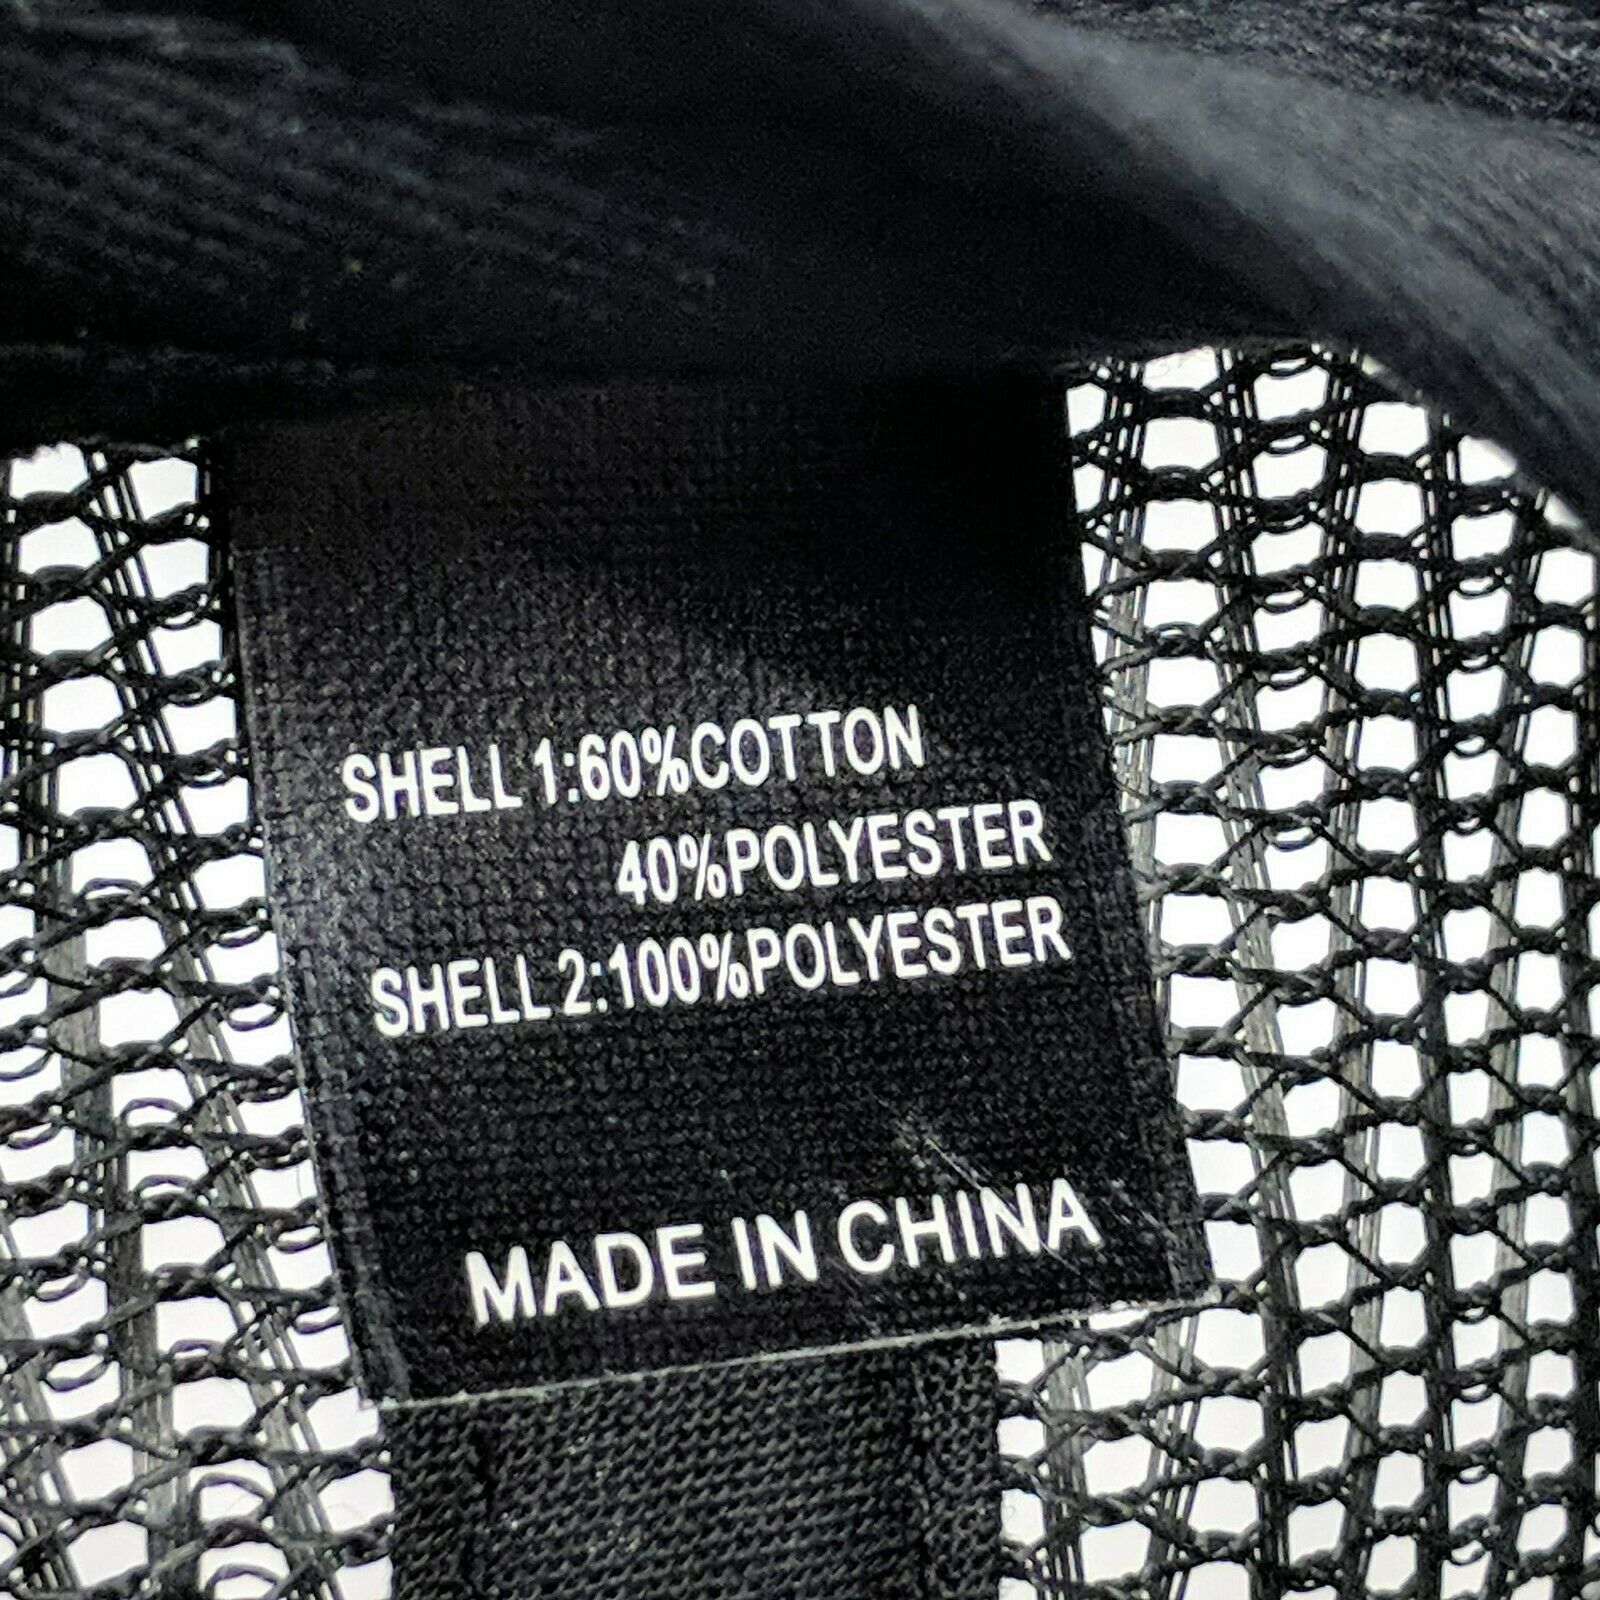 SHELL 1:60%COTTON
40%POLYESTER
SHELL 2:100%POLYESTER
MADE IN CHINA